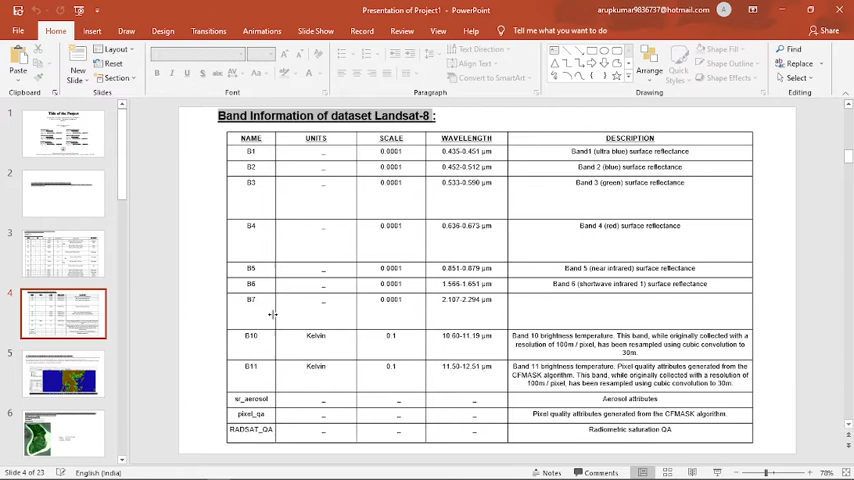 Presentation of Project1 - PowerPoint
arupkumar9836737@hotmail.com
File Home Insert Draw Design Transitions Animations Slide Show Record Review View Help Tell me what you want to do Share
Paste
Clipboard
New Slide
Layout
Reset
Section
Slides
Font
Text Direction
Align Text
Convert to SmartArt
Paragraph
Arrange
Quick Styles
Shape Fill
Shape Outline
Shape Effects
Drawing
Find
Replace
Select
Editing
1
Title of the Project
2
3
4
5
6
Band Information of dataset Landsat-8 :
NAME UNITS SCALE WAVELENGTH DESCRIPTION
B1 _ 0.0001 0.435-0.451 μm Band1 (ultra blue) surface reflectance
B2 _ 0.0001 0.452-0.512 μm Band 2 (blue) surface reflectance
B3 _ 0.0001 0.533-0.590 μm Band 3 (green) surface reflectance
B4 _ 0.0001 0.636-0.673 μm Band 4 (red) surface reflectance
B5 _ 0.0001 0.851-0.879 μm Band 5 (near infrared) surface reflectance
B6 _ 0.0001 1.566-1.651 μm Band 6 (shortwave infrared 1) surface reflectance
B7 _ 0.0001 2.107-2.294 μm
B10 Kelvin 0.1 10.60-11.19 μm Band 10 brightness temperature. This band, while originally collected with a
resolution of 100m / pixel, has been resampled using cubic convolution to
30m.
B11 Kelvin 0.1 11.50-12.51 μm Band 11 brightness temperature. Pixel quality attributes generated from the
CFMASK algorithm. This band, while originally collected with a resolution of
100m / pixel, has been resampled using cubic convolution to 30m.
sr_aerosol _ _ _ Aerosol attributes
pixel_qa _ _ _ Pixel quality attributes generated from the CFMASK algorithm.
RADSAT_QA _ _ _ Radiometric saturation QA
Slide 4 of 23 English (India) Notes Comments 78%